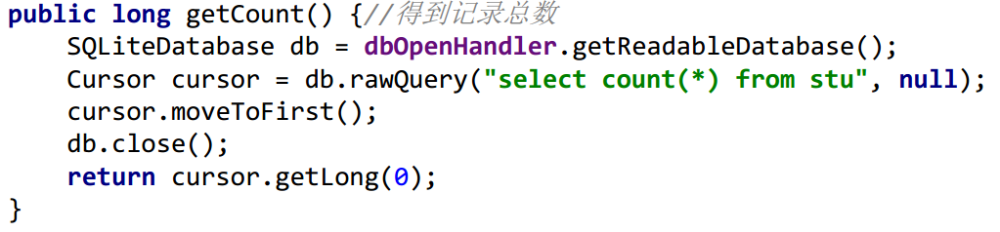 public long getCount() {//得到记录总数
    SQLiteDatabase db = dbOpenHandler.getReadableDatabase();
    Cursor cursor = db.rawQuery("select count(*) from stu", null);
    cursor.moveToFirst();
    db.close();
    return cursor.getLong(0);
}